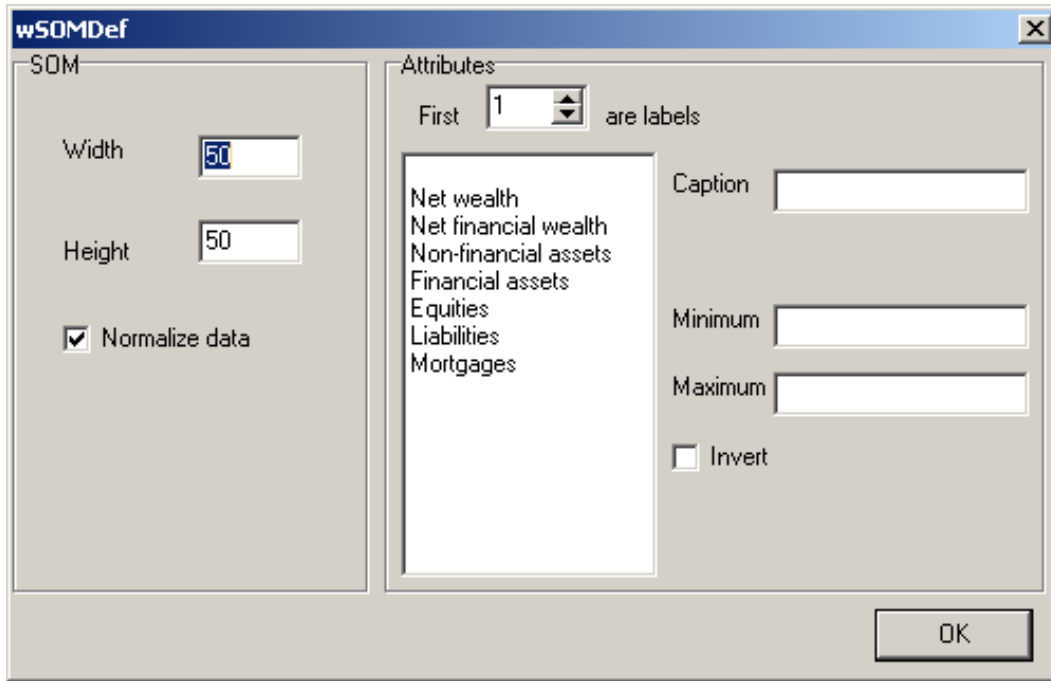 wSOMDef
SOM
Width 50
Height 50
Normalize data
Attributes
First 1 are labels
Net wealth
Net financial wealth
Non-financial assets
Financial assets
Equities
Liabilities
Mortgages
Caption
Minimum
Maximum
Invert
OK